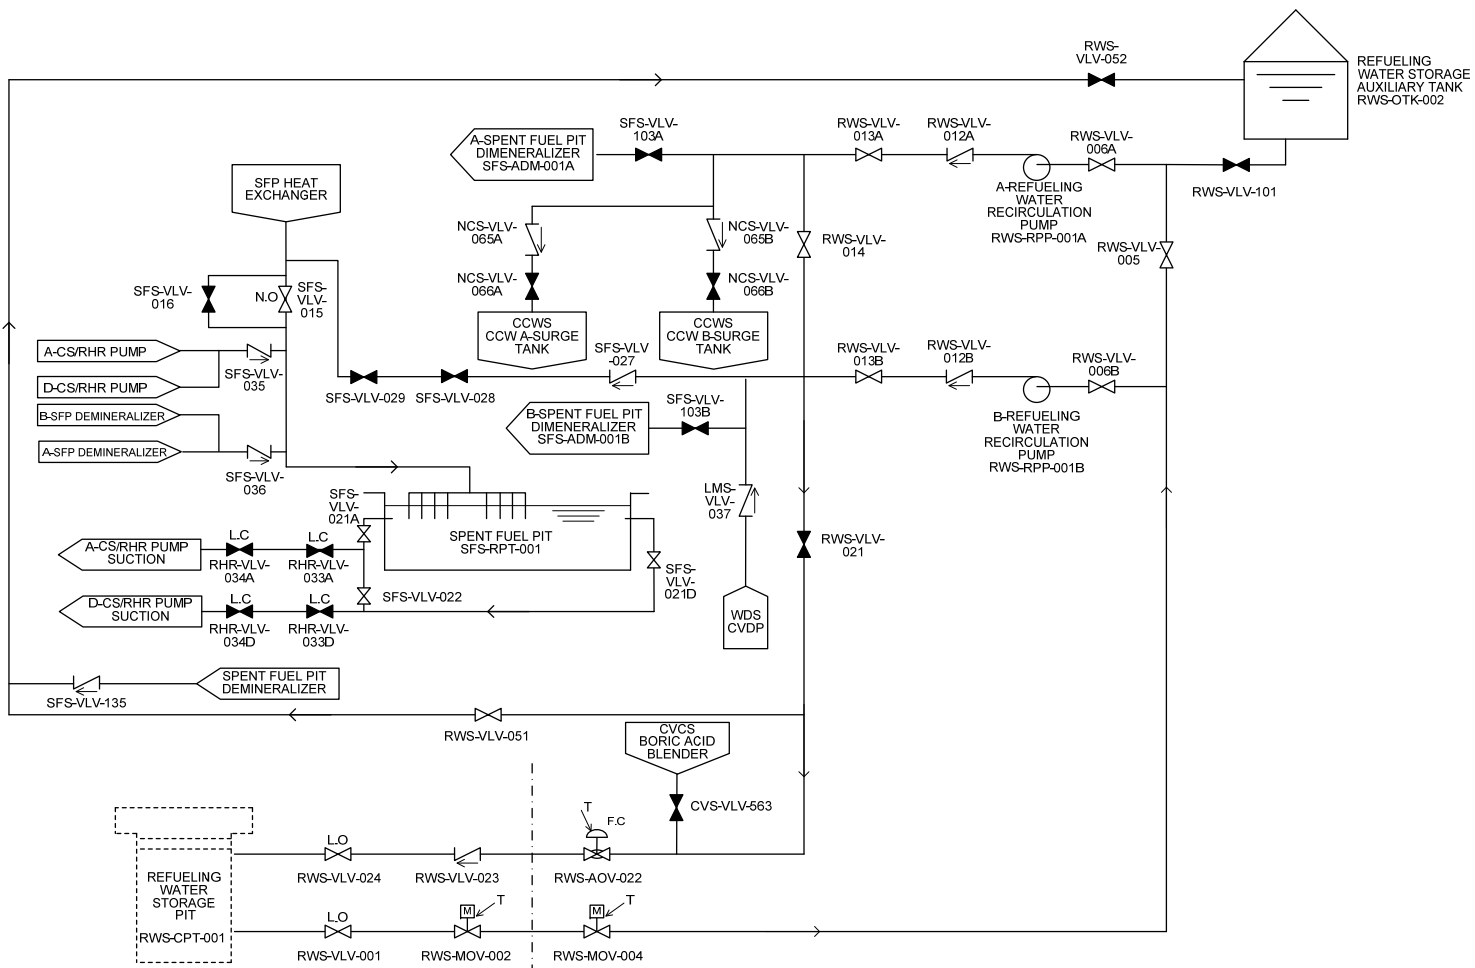 RWS-
VLV-052
REFUELING
WATER STORAGE
AUXILIARY TANK
RWS-OTK-002
A-SPENT FUEL PIT
DIMENERALIZER
SFS-ADM-001A
SFS-VLV-
103A
RWS-VLV-
013A
RWS-VLV-
012A
RWS-VLV-
006A
RWS-VLV-101
A-REFUELING
WATER
RECIRCULATION
PUMP
RWS-RPP-001A
SFP HEAT
EXCHANGER
NCS-VLV-
065A
NCS-VLV-
065B
RWS-VLV-
014
RWS-VLV-
005
SFS-VLV-
016
N.O
SFS-
VLV-
015
NCS-VLV-
066A
NCS-VLV-
066B
CCWS
CCW A-SURGE
TANK
CCWS
CCW B-SURGE
TANK
A-CS/RHR PUMP
D-CS/RHR PUMP
SFS-VLV-
035
SFS-VLV
-027
RWS-VLV-
013B
RWS-VLV-
012B
RWS-VLV-
006B
SFS-VLV-029
SFS-VLV-028
B-SFP DEMINERALIZER
A-SFP DEMINERALIZER
SFS-VLV-
036
B-SPENT FUEL PIT
DIMENERALIZER
SFS-ADM-001B
SFS-VLV-
103B
B-REFUELING
WATER
RECIRCULATION
PUMP
RWS-RPP-001B
SFS-
VLV-
021A
SPENT FUEL PIT
SFS-RPT-001
LMS-
VLV-
037
RWS-VLV-
021
A-CS/RHR PUMP
SUCTION
L.C
RHR-VLV-
034A
L.C
RHR-VLV-
033A
SFS-VLV-022
SFS-
VLV-
021D
D-CS/RHR PUMP
SUCTION
L.C
RHR-VLV-
034D
L.C
RHR-VLV-
033D
WDS
CVDP
SPENT FUEL PIT
DEMINERALIZER
SFS-VLV-135
RWS-VLV-051
CVCS
BORIC ACID
BLENDER
CVS-VLV-563
T
F.C
L.O
RWS-VLV-024
RWS-VLV-023
RWS-AOV-022
REFUELING
WATER
STORAGE
PIT
RWS-CPT-001
L.O
RWS-VLV-001
M
T
RWS-MOV-002
M
T
RWS-MOV-004